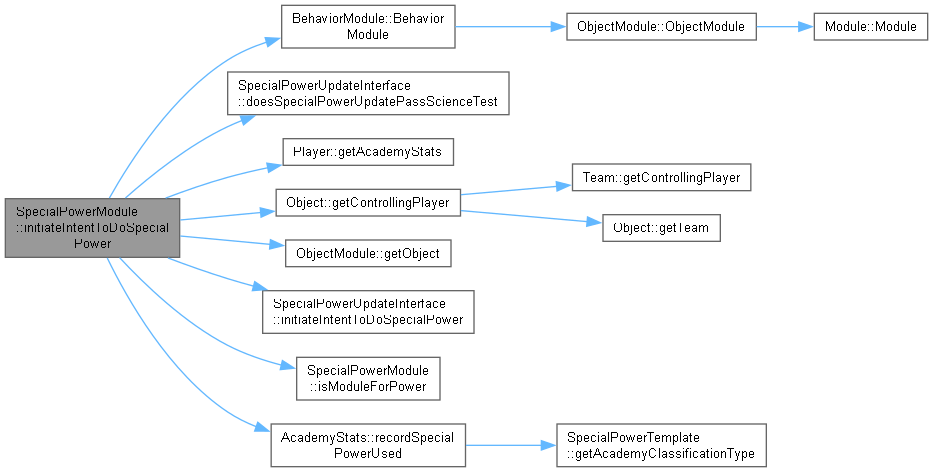 BehaviorModule::Behavior
Module
ObjectModule::ObjectModule
Module::Module
SpecialPowerUpdateInterface
::doesSpecialPowerUpdatePassScienceTest
Player::getAcademyStats
Team::getControllingPlayer
SpecialPowerModule
::initiateIntentToDoSpecial
Power
Object::getControllingPlayer
Object::getTeam
ObjectModule::getObject
SpecialPowerUpdateInterface
::initiateIntentToDoSpecialPower
SpecialPowerModule
::isModuleForPower
AcademyStats::recordSpecial
PowerUsed
SpecialPowerTemplate
::getAcademyClassificationType